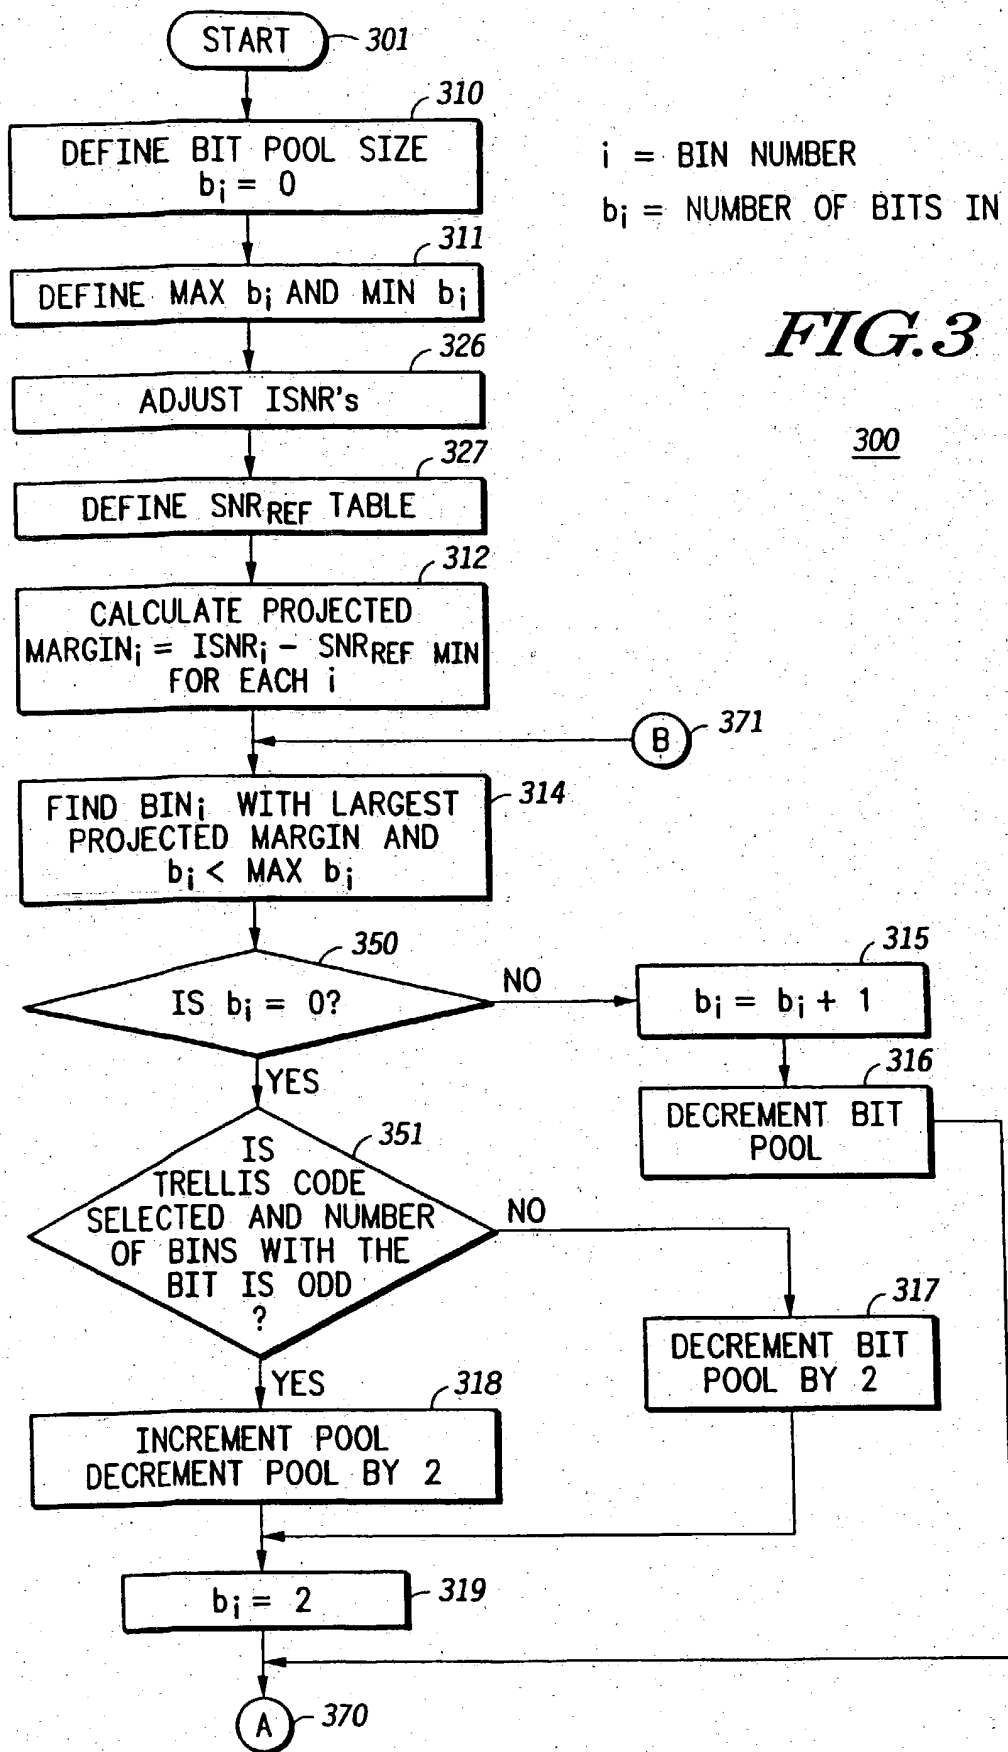 START
301
310
DEFINE BIT POOL SIZE
bi = 0
i = BIN NUMBER
bi = NUMBER OF BITS IN
311
DEFINE MAX bi AND MIN bi
FIG.3
326
ADJUST ISNR's
300
327
DEFINE SNRREF TABLE
312
CALCULATE PROJECTED
MARGINi = ISNRi - SNRREF MIN
FOR EACH i
B
371
314
FIND BINi WITH LARGEST
PROJECTED MARGIN AND
bi < MAX bi
350
IS bi = 0?
NO
315
bi = bi + 1
YES
316
DECREMENT BIT
POOL
351
IS
TRELLIS CODE
SELECTED AND NUMBER
OF BINS WITH THE
BIT IS ODD
?
NO
317
DECREMENT BIT
POOL BY 2
YES
318
INCREMENT POOL
DECREMENT POOL BY 2
bi = 2
319
A
370